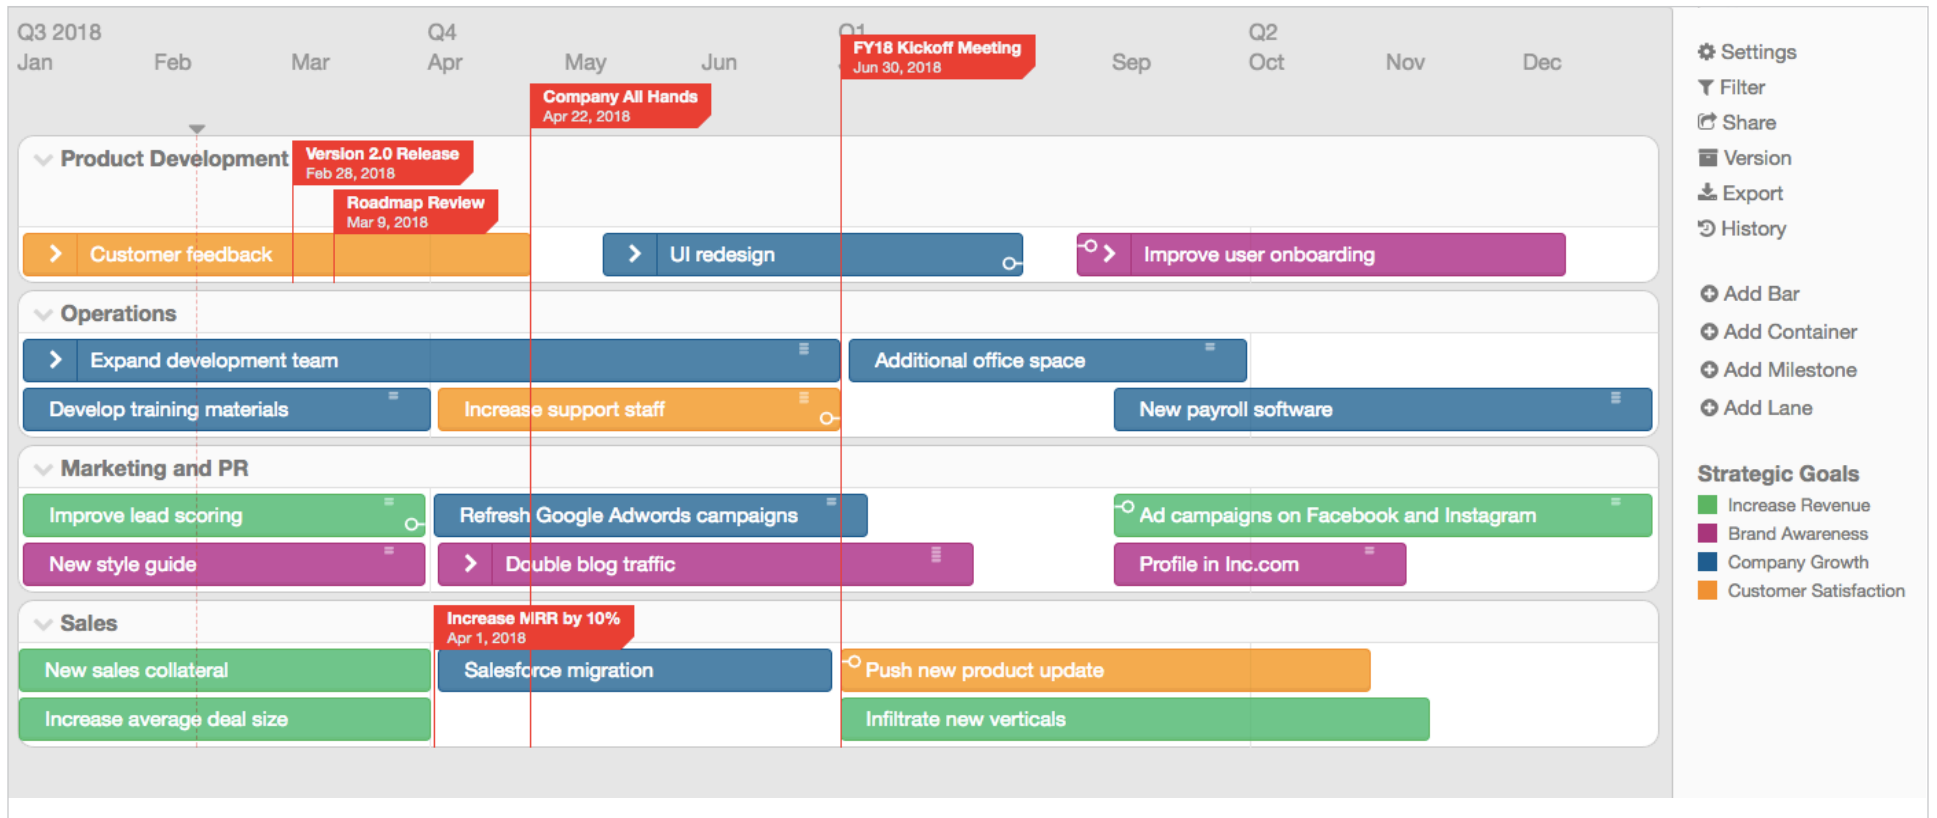 Q3 2018
Q4
Q1
Q2
Jan
Feb
Mar
Apr
May
Jun
Sep
Oct
Nov
Dec
FY18 Kickoff Meeting
Jun 30, 2018
Company All Hands
Apr 22, 2018
Product Development
Version 2.0 Release
Feb 28, 2018
Roadmap Review
Mar 9, 2018
Customer feedback
UI redesign
Improve user onboarding
Operations
Expand development team
Additional office space
Develop training materials
Increase support staff
New payroll software
Marketing and PR
Improve lead scoring
Refresh Google Adwords campaigns
Ad campaigns on Facebook and Instagram
New style guide
Double blog traffic
Profile in Inc.com
Sales
Increase MRR by 10%
Apr 1, 2018
New sales collateral
Salesforce migration
Push new product update
Increase average deal size
Infiltrate new verticals
Settings
Filter
Share
Version
Export
History
Add Bar
Add Container
Add Milestone
Add Lane
Strategic Goals
Increase Revenue
Brand Awareness
Company Growth
Customer Satisfaction